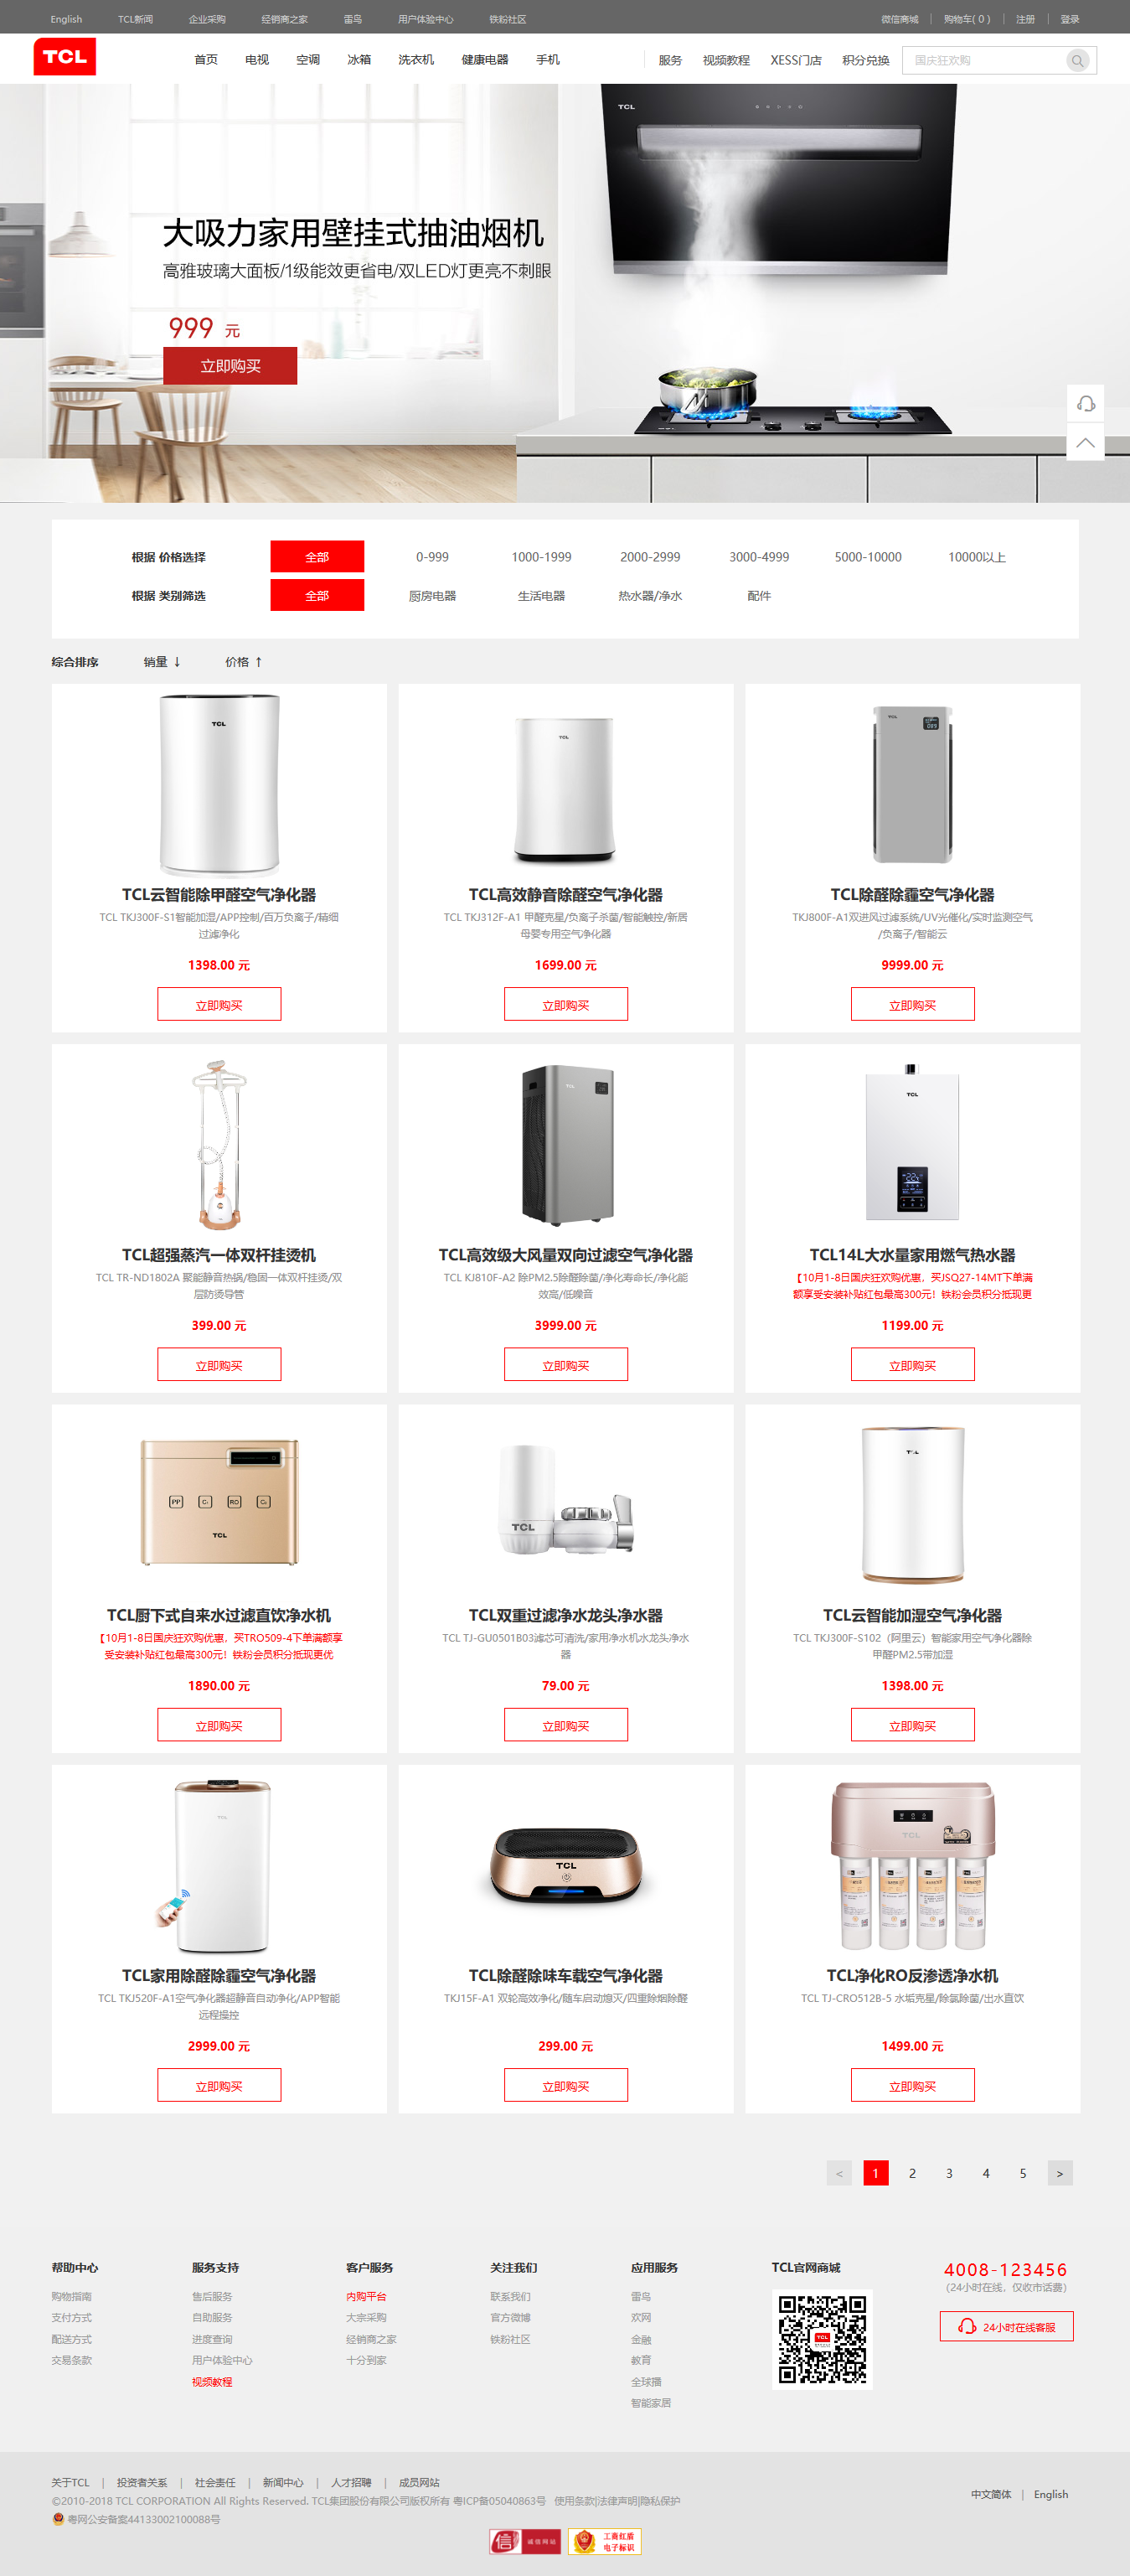 English TCL新闻 企业采购 经销商之家 雷鸟 用户体验中心 铁粉社区 微信商城 购物车( 0 ) 注册 登录
TCL 首页 电视 空调 冰箱 洗衣机 健康电器 手机 服务 视频教程 XESS门店 积分兑换 国庆狂欢购
TCL
大吸力家用壁挂式抽油烟机
高雅玻璃大面板/1级能效更省电/双LED灯更亮不刺眼
999 元
立即购买
根据 价格选择 全部 0-999 1000-1999 2000-2999 3000-4999 5000-10000 10000以上
根据 类别筛选 全部 厨房电器 生活电器 热水器/净水 配件
综合排序 销量 ↓ 价格 ↑
TCL TCL TCL
TCL云智能除甲醛空气净化器
TCL TKJ300F-S1智能加湿/APP控制/百万负离子/精细
过滤净化
1398.00 元
立即购买
TCL高效静音除醛空气净化器
TCL TKJ312F-A1 甲醛克星/负离子杀菌/智能触控/新居
母婴专用空气净化器
1699.00 元
立即购买
TCL除醛除霾空气净化器
TKJ800F-A1双进风过滤系统/UV光催化/实时监测空气
/负离子/智能云
9999.00 元
立即购买
TCL TCL
TCL超强蒸汽一体双杆挂烫机
TCL TR-ND1802A 聚能静音热锅/稳固一体双杆挂烫/双
层防烫导管
399.00 元
立即购买
TCL高效级大风量双向过滤空气净化器
TCL KJ810F-A2 除PM2.5除醛除菌/净化寿命长/净化能
效高/低噪音
3999.00 元
立即购买
TCL14L大水量家用燃气热水器
【10月1-8日国庆狂欢购优惠，买JSQ27-14MT下单满
额享受安装补贴红包最高300元！铁粉会员积分抵现更
1199.00 元
立即购买
PP C RO C
TCL TCL TCL
TCL厨下式自来水过滤直饮净水机
【10月1-8日国庆狂欢购优惠，买TRO509-4下单满额享
受安装补贴红包最高300元！铁粉会员积分抵现更优
1890.00 元
立即购买
TCL双重过滤净水龙头净水器
TCL TJ-GU0501B03滤芯可清洗/家用净水机水龙头净水
器
79.00 元
立即购买
TCL云智能加湿空气净化器
TCL TKJ300F-S102（阿里云）智能家用空气净化器除
甲醛PM2.5带加湿
1398.00 元
立即购买
TCL TCL TCL
TCL家用除醛除霾空气净化器
TCL TKJ520F-A1空气净化器超静音自动净化/APP智能
远程操控
2999.00 元
立即购买
TCL除醛除味车载空气净化器
TKJ15F-A1 双轮高效净化/随车启动熄灭/四重除烟除醛
299.00 元
立即购买
TCL净化RO反渗透净水机
TCL TJ-CRO512B-5 水垢克星/除氯除菌/出水直饮
1499.00 元
立即购买
< 1 2 3 4 5 >
帮助中心
购物指南
支付方式
配送方式
交易条款
服务支持
售后服务
自助服务
进度查询
用户体验中心
视频教程
客户服务
内购平台
大宗采购
经销商之家
十分到家
关注我们
联系我们
官方微博
铁粉社区
应用服务
雷鸟
欢网
金融
教育
全球播
智能家居
TCL官网商城
TCL
4008-123456
(24小时在线，仅收市话费)
24小时在线客服
关于TCL | 投资者关系 | 社会责任 | 新闻中心 | 人才招聘 | 成员网站
©2010-2018 TCL CORPORATION All Rights Reserved. TCL集团股份有限公司版权所有 粤ICP备05040863号 使用条款|法律声明|隐私保护
粤网公安备案44133002100088号
中文简体 | English
信 诚信网站
工商红盾
电子标识